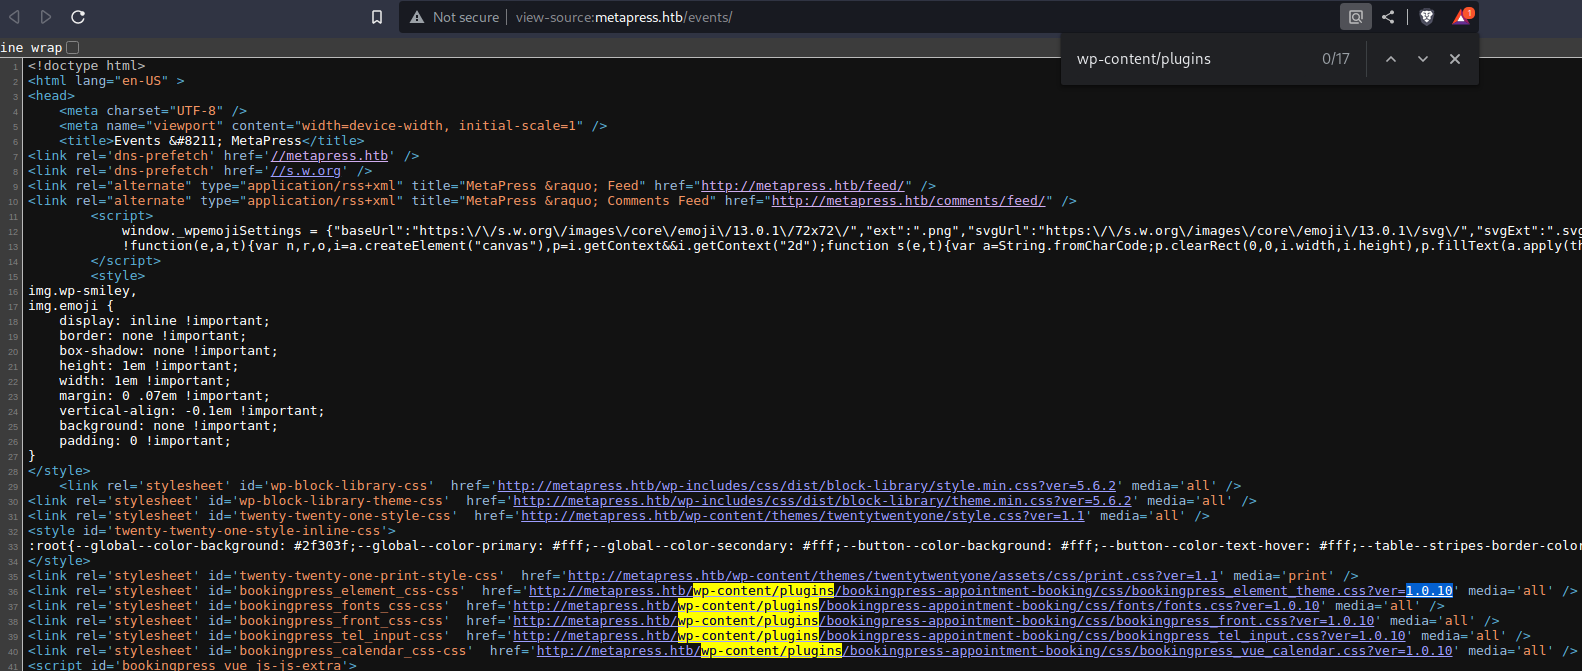 Not secure view-source:metapress.htb/events/ 1
ine wrap
wp-content/plugins 0/17
1 <!doctype html>
2 <html lang="en-US" >
3 <head>
4 <meta charset="UTF-8" />
5 <meta name="viewport" content="width=device-width, initial-scale=1" />
6 <title>Events &#8211; MetaPress</title>
7 <link rel='dns-prefetch' href='//metapress.htb' />
8 <link rel='dns-prefetch' href='//s.w.org' />
9 <link rel="alternate" type="application/rss+xml" title="MetaPress &raquo; Feed" href="http://metapress.htb/feed/" />
10 <link rel="alternate" type="application/rss+xml" title="MetaPress &raquo; Comments Feed" href="http://metapress.htb/comments/feed/" />
11 <script>
12 window._wpemojiSettings = {"baseUrl":"https:\/\/s.w.org\/images\/core\/emoji\/13.0.1\/72x72\/","ext":".png","svgUrl":"https:\/\/s.w.org\/images\/core\/emoji\/13.0.1\/svg\/","svgExt":".svg
13 !function(e,a,t){var n,r,o,i=a.createElement("canvas"),p=i.getContext&&i.getContext("2d");function s(e,t){var a=String.fromCharCode;p.clearRect(0,0,i.width,i.height),p.fillText(a.apply(th
14 </script>
15 <style>
16 img.wp-smiley,
17 img.emoji {
18 display: inline !important;
19 border: none !important;
20 box-shadow: none !important;
21 height: 1em !important;
22 width: 1em !important;
23 margin: 0 .07em !important;
24 vertical-align: -0.1em !important;
25 background: none !important;
26 padding: 0 !important;
27 }
28 </style>
29 <link rel='stylesheet' id='wp-block-library-css' href='http://metapress.htb/wp-includes/css/dist/block-library/style.min.css?ver=5.6.2' media='all' />
30 <link rel='stylesheet' id='wp-block-library-theme-css' href='http://metapress.htb/wp-includes/css/dist/block-library/theme.min.css?ver=5.6.2' media='all' />
31 <link rel='stylesheet' id='twenty-twenty-one-style-css' href='http://metapress.htb/wp-content/themes/twentytwentyone/style.css?ver=1.1' media='all' />
32 <style id='twenty-twenty-one-style-inline-css'>
33 :root{--global--color-background: #2f303f;--global--color-primary: #fff;--global--color-secondary: #fff;--button--color-background: #fff;--button--color-text-hover: #fff;--table--stripes-border-color
34 </style>
35 <link rel='stylesheet' id='twenty-twenty-one-print-style-css' href='http://metapress.htb/wp-content/themes/twentytwentyone/assets/css/print.css?ver=1.1' media='print' />
36 <link rel='stylesheet' id='bookingpress_element_css-css' href='http://metapress.htb/wp-content/plugins/bookingpress-appointment-booking/css/bookingpress_element_theme.css?ver=1.0.10' media='all' />
37 <link rel='stylesheet' id='bookingpress_fonts_css-css' href='http://metapress.htb/wp-content/plugins/bookingpress-appointment-booking/css/fonts/fonts.css?ver=1.0.10' media='all' />
38 <link rel='stylesheet' id='bookingpress_front_css-css' href='http://metapress.htb/wp-content/plugins/bookingpress-appointment-booking/css/bookingpress_front.css?ver=1.0.10' media='all' />
39 <link rel='stylesheet' id='bookingpress_tel_input-css' href='http://metapress.htb/wp-content/plugins/bookingpress-appointment-booking/css/bookingpress_tel_input.css?ver=1.0.10' media='all' />
40 <link rel='stylesheet' id='bookingpress_calendar_css-css' href='http://metapress.htb/wp-content/plugins/bookingpress-appointment-booking/css/bookingpress_vue_calendar.css?ver=1.0.10' media='all' />
41 <script id='bookingpress_vue_js-js-extra'>